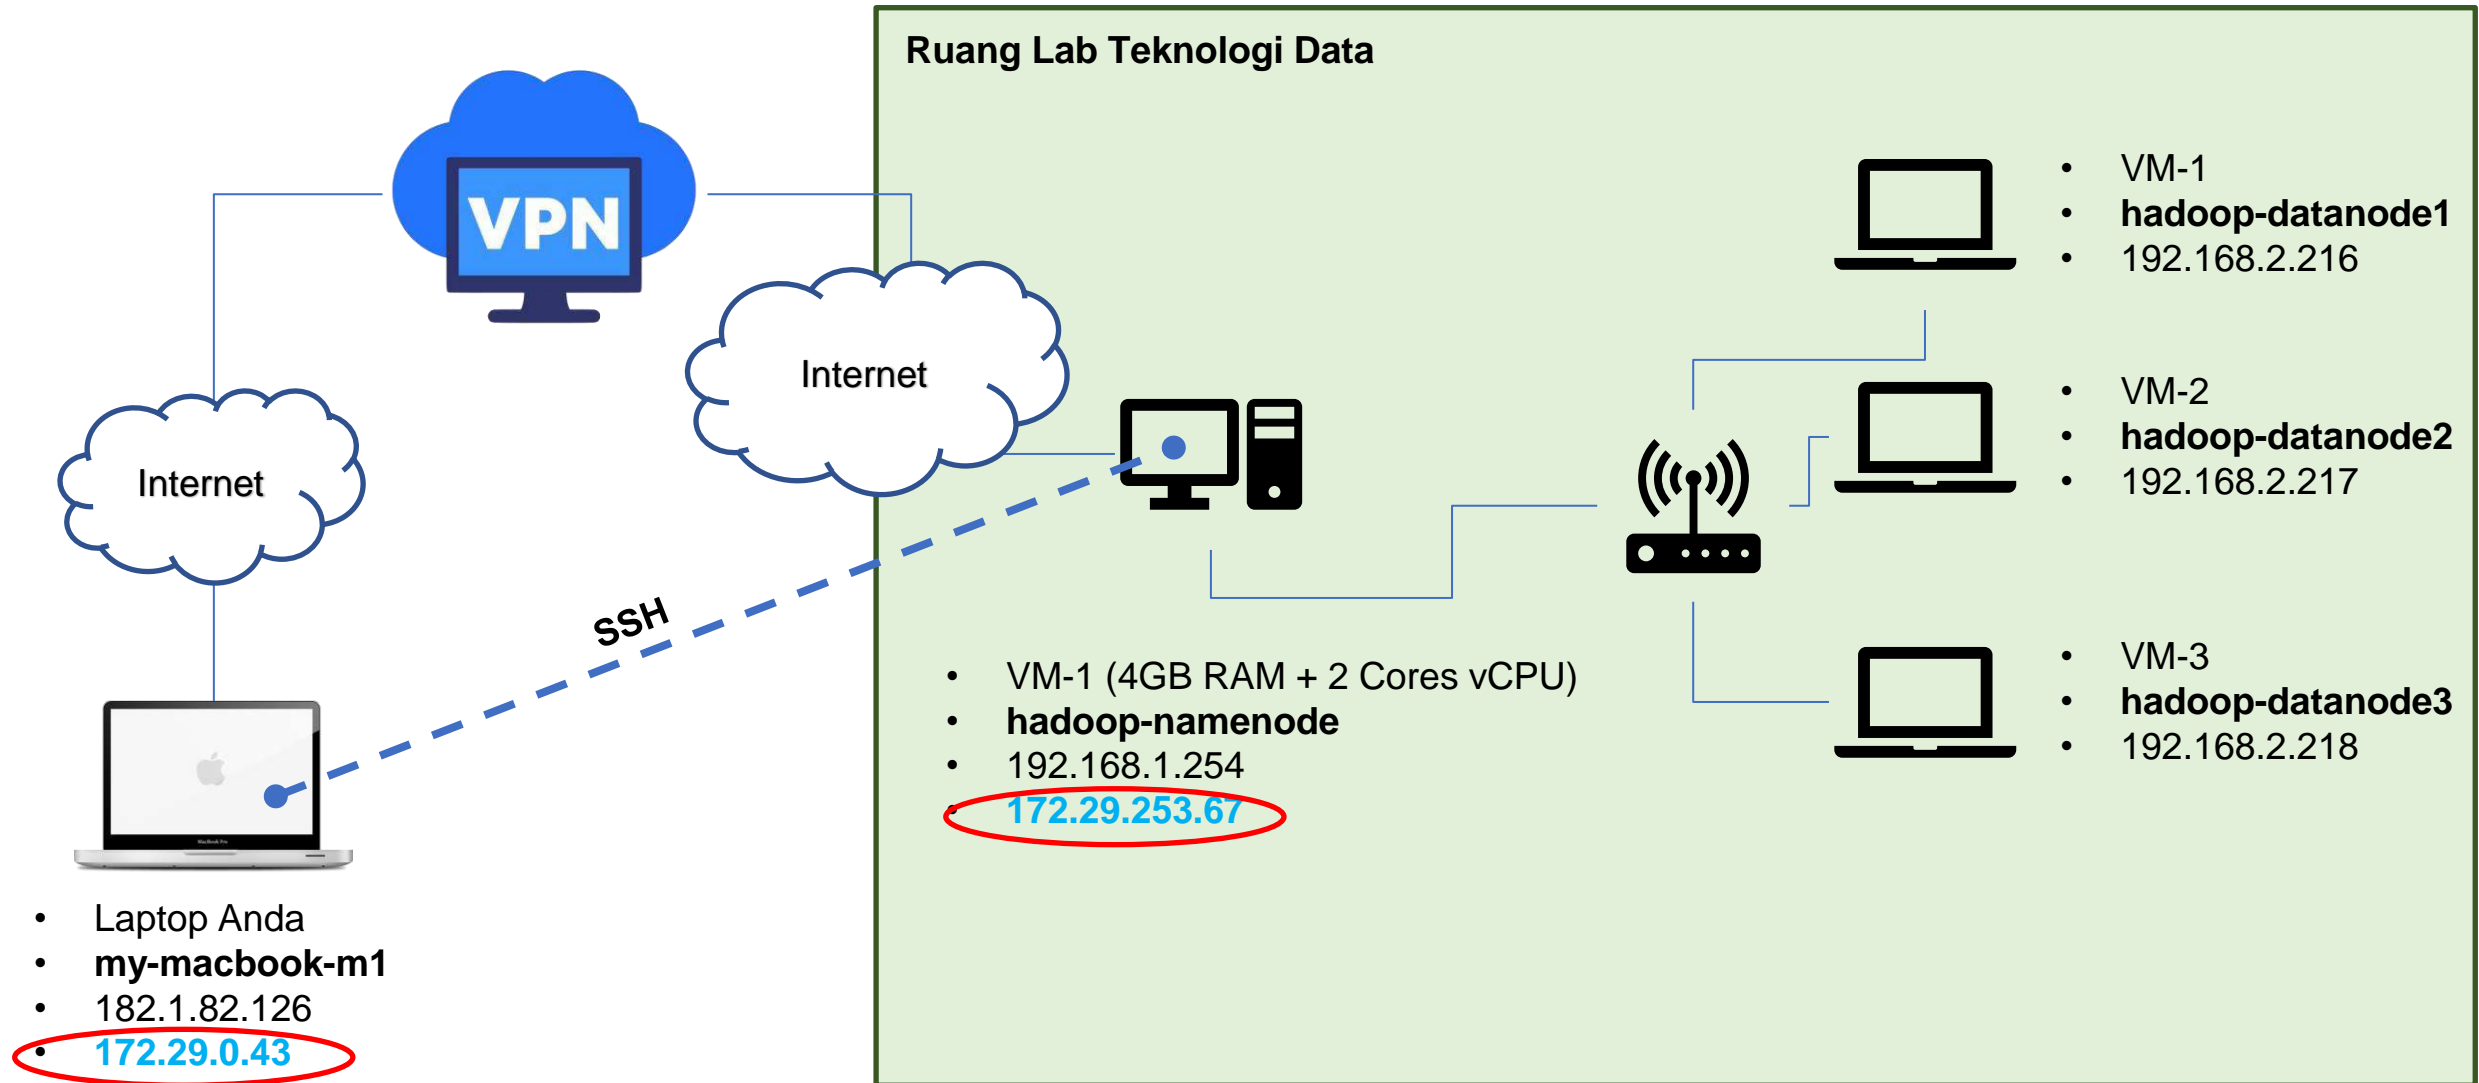 Ruang Lab Teknologi Data
VPN
Internet
Internet
SSH
• VM-1
• hadoop-datanode1
• 192.168.2.216
• VM-2
• hadoop-datanode2
• 192.168.2.217
• VM-3
• hadoop-datanode3
• 192.168.2.218
• VM-1 (4GB RAM + 2 Cores vCPU)
• hadoop-namenode
• 192.168.1.254
• 172.29.253.67
MacBook Pro
• Laptop Anda
• my-macbook-m1
• 182.1.82.126
• 172.29.0.43